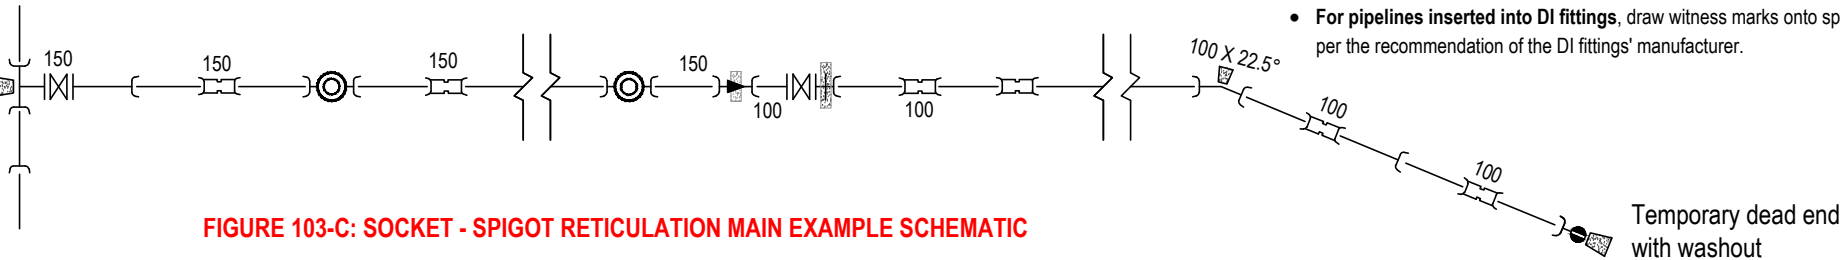 • For pipelines inserted into DI fittings, draw witness marks onto sp
per the recommendation of the DI fittings' manufacturer.
150
150
150
150
100
100
100 X 22.5°
100
100
Temporary dead end
with washout
FIGURE 103-C: SOCKET - SPIGOT RETICULATION MAIN EXAMPLE SCHEMATIC